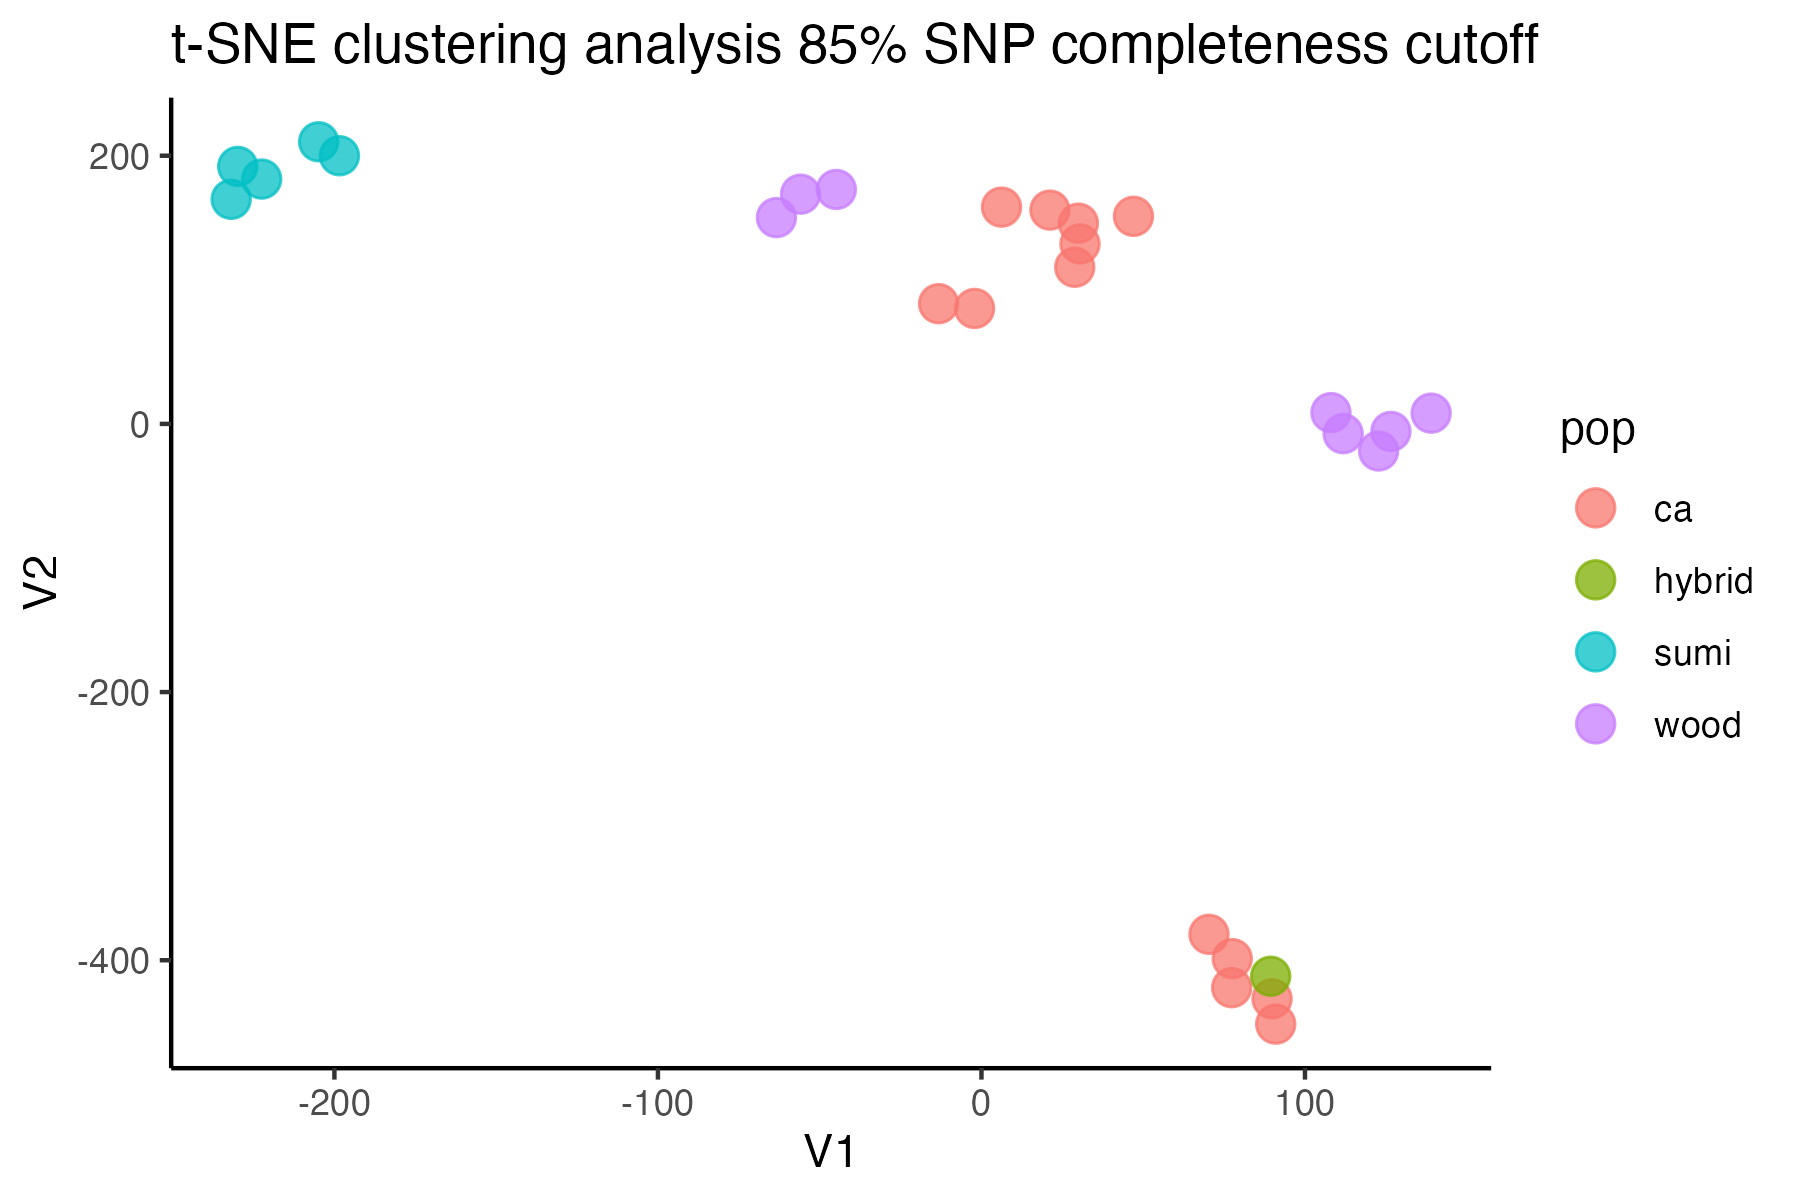 t-SNE clustering analysis 85% SNP completeness cutoff
200
0
-200
-400
V2
-200
-100
0
100
V1
pop
ca
hybrid
sumi
wood